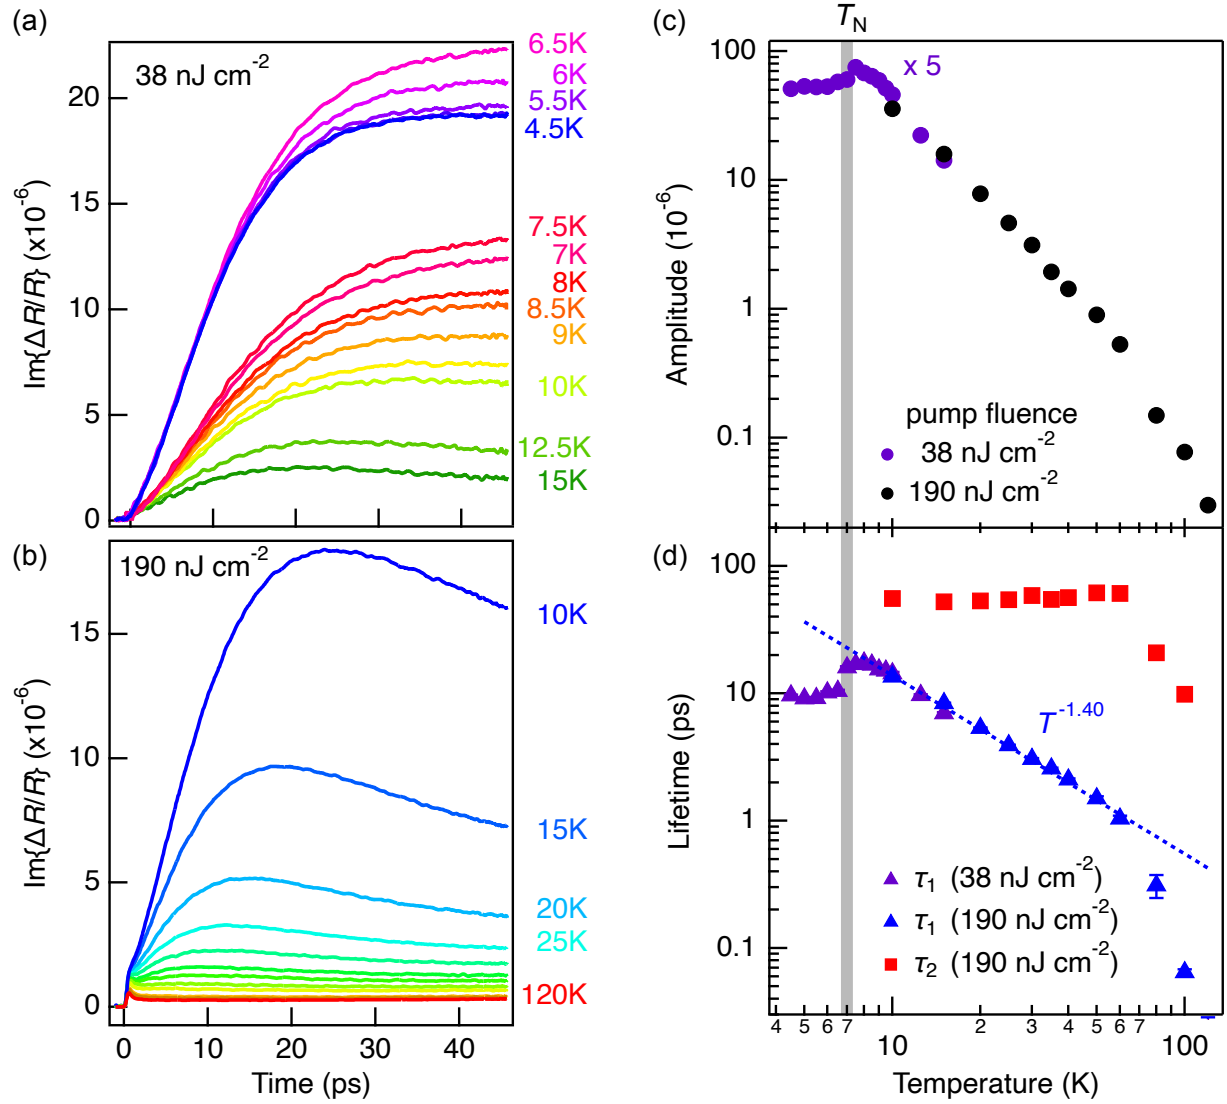 (a)
38 nJ cm-2
Im{ΔR/R} (x10-6)
20
15
10
5
0
6.5K
6K
5.5K
4.5K
7.5K
7K
8K
8.5K
9K
10K
12.5K
15K
(b)
190 nJ cm-2
Im{ΔR/R} (x10-6)
15
10
5
0
10K
15K
20K
25K
120K
0 10 20 30 40
Time (ps)
(c)
TN
x 5
Amplitude (10-6)
100
10
1
0.1
pump fluence
38 nJ cm-2
190 nJ cm-2
(d)
Lifetime (ps)
100
10
1
0.1
T-1.40
τ1 (38 nJ cm-2)
τ1 (190 nJ cm-2)
τ2 (190 nJ cm-2)
4 5 6 7 2 3 4 5 6 7
10 100
Temperature (K)